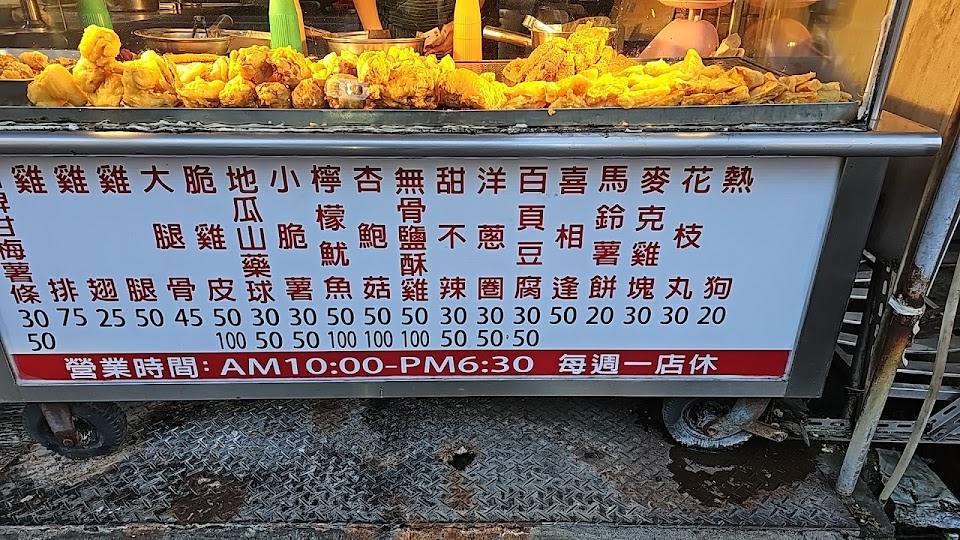 牌甘梅薯條
雞排
雞翅
雞腿
大腿骨
脆雞皮
地瓜山藥球
小脆薯
檸檬魷魚
杏鮑菇
無骨鹽酥雞
甜不辣
洋蔥圈
百頁豆腐
喜相逢
馬鈴薯餅
麥克雞塊
花枝丸
熱狗
30 75 25 50 45 50 30 30 50 50 50 30 30 30 50 20 30 30 20
50 100 50 50 100 100 100 50 50 50
營業時間：AM10:00-PM6:30 每週一店休